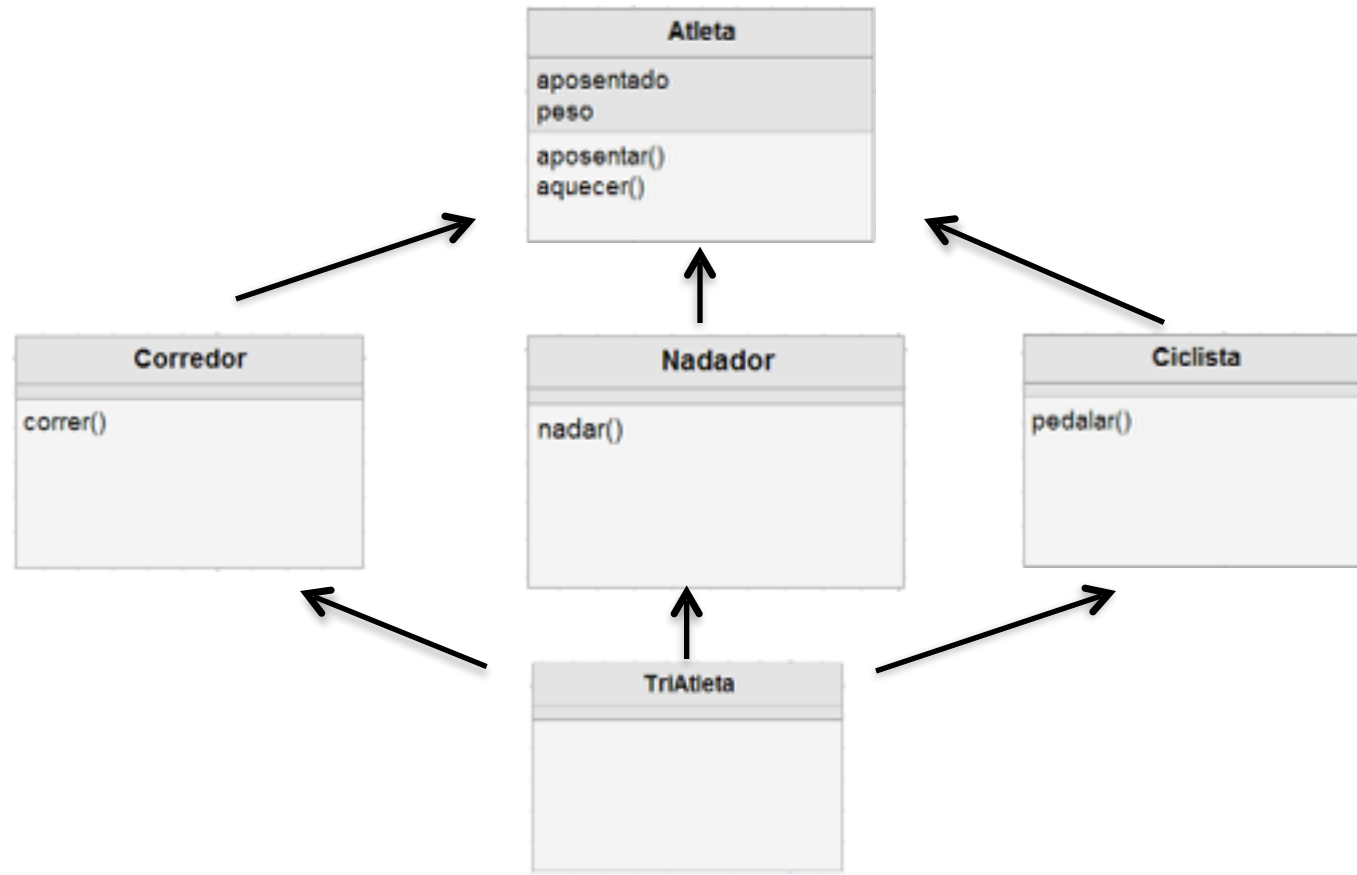 Atleta
aposentado
peso
aposentar()
aquecer()
Corredor
correr()
Nadador
nadar()
Ciclista
pedalar()
TriAtleta